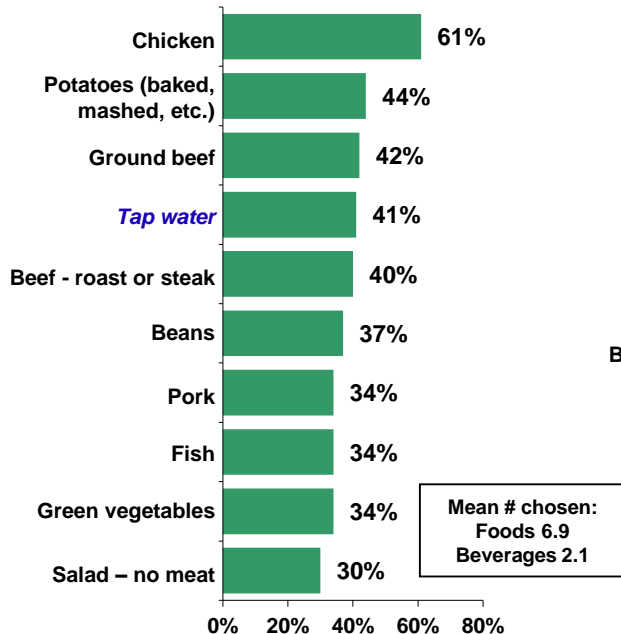 Chicken 61%
Potatoes (baked,
mashed, etc.) 44%
Ground beef 42%
Tap water 41%
Beef - roast or steak 40%
Beans 37%
B
Pork 34%
Fish 34%
Green vegetables 34%
Mean # chosen:
Foods 6.9
Beverages 2.1
Salad – no meat 30%
0% 20% 40% 60% 80%